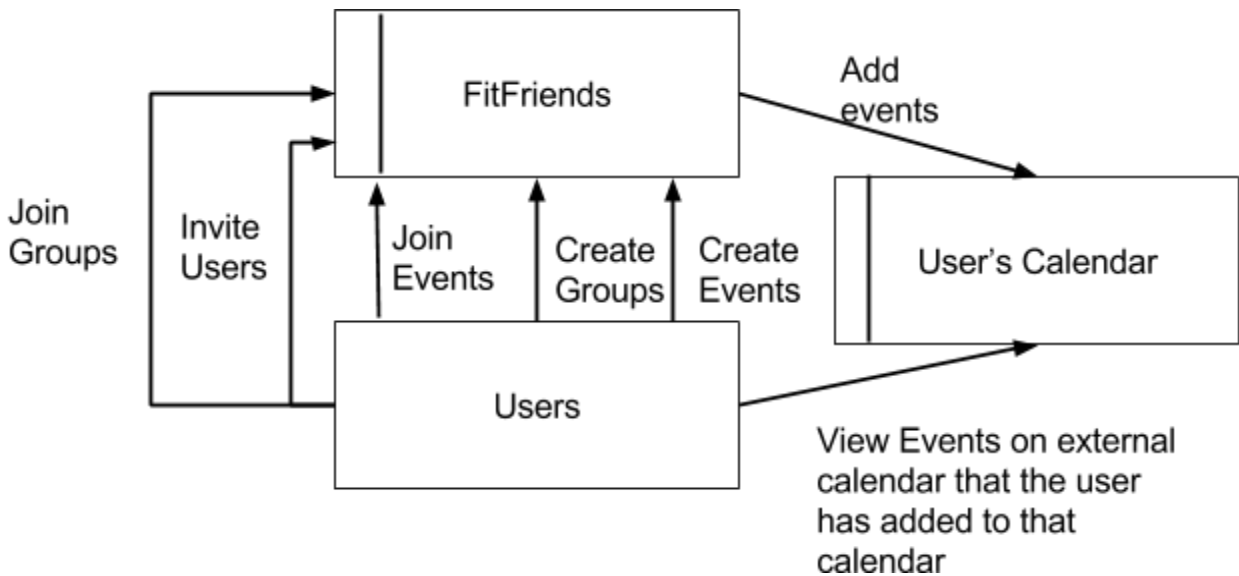 FitFriends
Add
events
Join
Groups
Invite
Users
Join
Events
Create
Groups
Create
Events
User's Calendar
Users
View Events on external
calendar that the user
has added to that
calendar